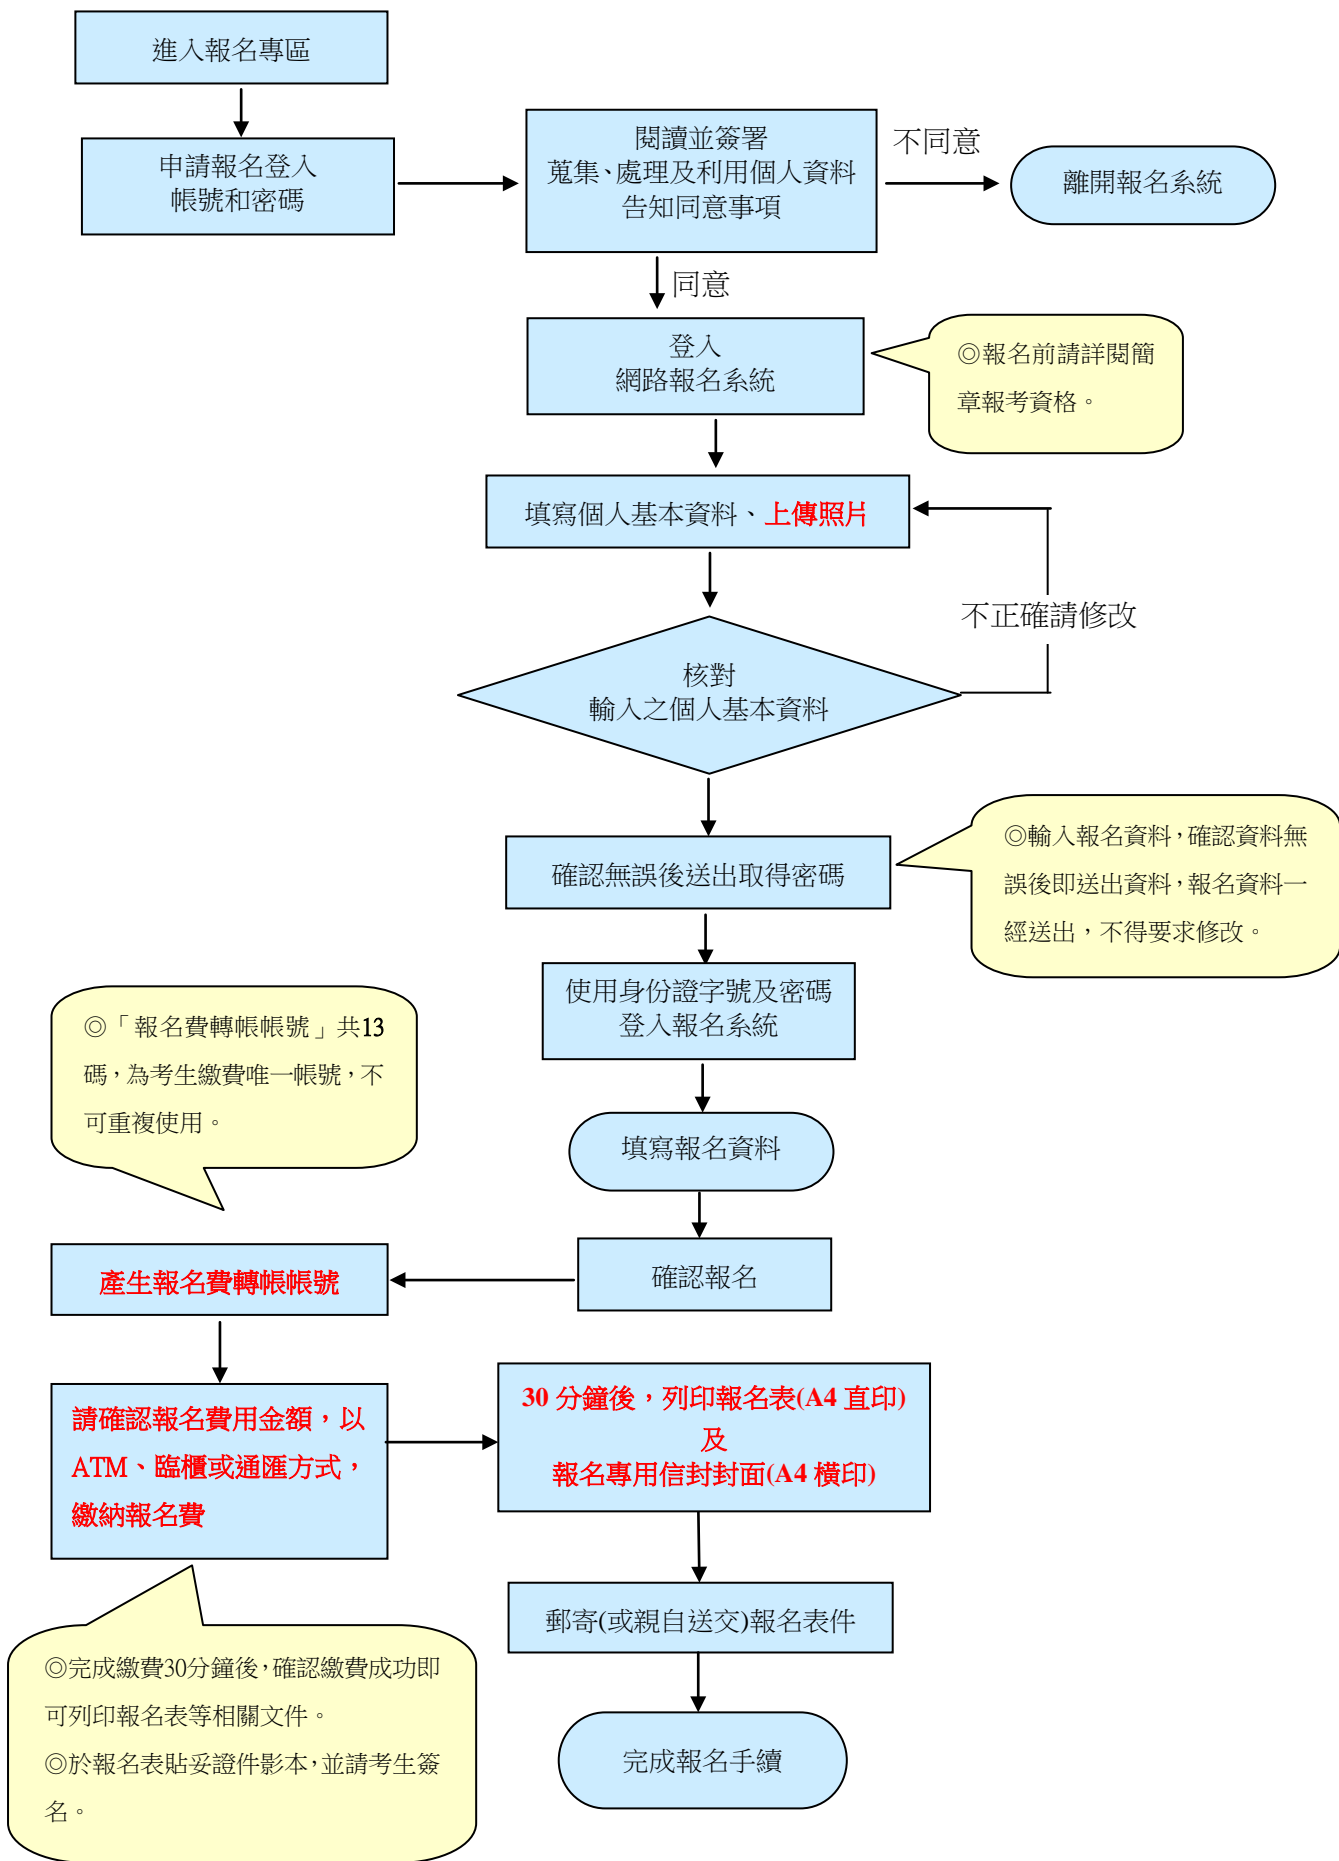 進入報名專區
申請報名登入
帳號和密碼
閱讀並簽署
蒐集、處理及利用個人資料
告知同意事項
不同意
離開報名系統
同意
登入
網路報名系統
◎報名前請詳閱簡
章報考資格。
填寫個人基本資料、上傳照片
不正確請修改
核對
輸入之個人基本資料
確認無誤後送出取得密碼
◎輸入報名資料，確認資料無
誤後即送出資料，報名資料一
經送出，不得要求修改。
使用身份證字號及密碼
登入報名系統
◎「報名費轉帳帳號」共13
碼，為考生繳費唯一帳號，不
可重複使用。
填寫報名資料
確認報名
產生報名費轉帳帳號
請確認報名費用金額，以
ATM、臨櫃或通匯方式，
繳納報名費
30 分鐘後，列印報名表(A4 直印)
及
報名專用信封封面(A4 橫印)
郵寄(或親自送交)報名表件
◎完成繳費30分鐘後，確認繳費成功即
可列印報名表等相關文件。
◎於報名表貼妥證件影本，並請考生簽
名。
完成報名手續